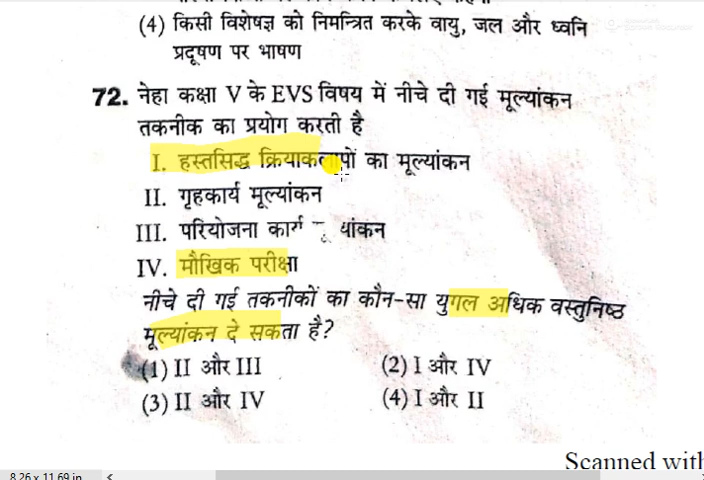 (4) किसी विशेषज्ञ को निमन्त्रित करके वायु, जल और ध्वनि
प्रदूषण पर भाषण
72. नेहा कक्षा V के EVS विषय में नीचे दी गई मूल्यांकन
तकनीक का प्रयोग करती है
I. हस्तसिद्ध क्रियाकलापों का मूल्यांकन
II. गृहकार्य मूल्यांकन
III. परियोजना कार्य यांकन
IV. मौखिक परीक्षा
नीचे दी गई तकनीकों का कौन-सा युगल अधिक वस्तुनिष्ठ
मूल्यांकन दे सकता है?
(1) II और III (2) I और IV
(3) II और IV (4) I और II
Scanned with
8.26 x 11.69 in